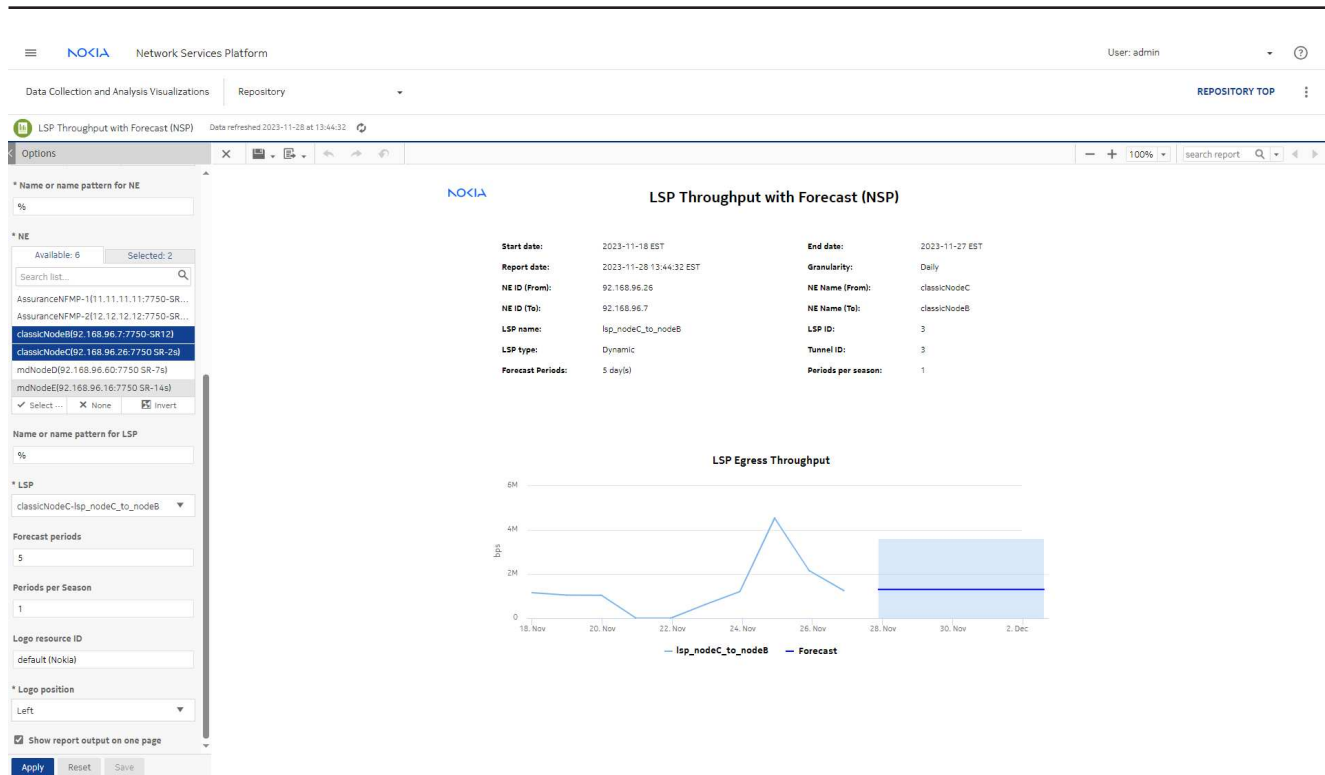 NOKIA Network Services Platform User: admin
Data Collection and Analysis Visualizations Repository REPOSITORY TOP
LSP Throughput with Forecast (NSP) Data refreshed 2023-11-28 at 13:44:32
Options 100% search report
* Name or name pattern for NE
%
* NE
Available: 6 Selected: 2
Search list...
AssuranceNFMP-1(11.11.11.11:7750-SR...
AssuranceNFMP-2(12.12.12.12:7750-SR...
classicNodeB(92.168.96.7:7750-SR12)
classicNodeC(92.168.96.26:7750 SR-2s)
mdNodeD(92.168.96.60:7750 SR-7s)
mdNodeE(92.168.96.16:7750 SR-14s)
Select ... None Invert
Name or name pattern for LSP
%
* LSP
classicNodeC-lsp_nodeC_to_nodeB
Forecast periods
5
Periods per Season
1
Logo resource ID
default (Nokia)
* Logo position
Left
Show report output on one page
Apply Reset Save
NOKIA
LSP Throughput with Forecast (NSP)
Start date: 2023-11-18 EST End date: 2023-11-27 EST
Report date: 2023-11-28 13:44:32 EST Granularity: Daily
NE ID (From): 92.168.96.26 NE Name (From): classicNodeC
NE ID (To): 92.168.96.7 NE Name (To): classicNodeB
LSP name: lsp_nodeC_to_nodeB LSP ID: 3
LSP type: Dynamic Tunnel ID: 3
Forecast Periods: 5 day(s) Periods per season: 1
LSP Egress Throughput
6M
4M
bps
2M
0
18. Nov 20. Nov 22. Nov 24. Nov 26. Nov 28. Nov 30. Nov 2. Dec
lsp_nodeC_to_nodeB Forecast